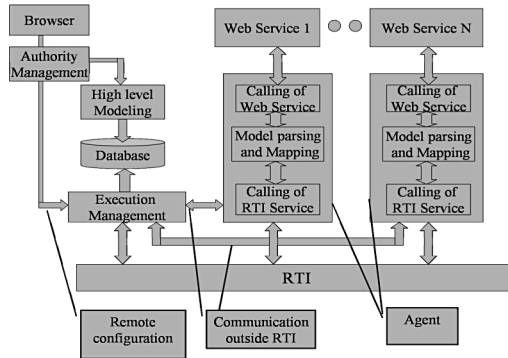 Browser
Web Service 1
Web Service N
Authority
Management
High level
Modeling
Calling of
Web Service
Calling of
Web Service
Database
Model parsing
and Mapping
Model parsing
and Mapping
Execution
Management
Calling of
RTI Service
Calling of
RTI Service
RTI
Remote
configuration
Communication
outside RTI
Agent